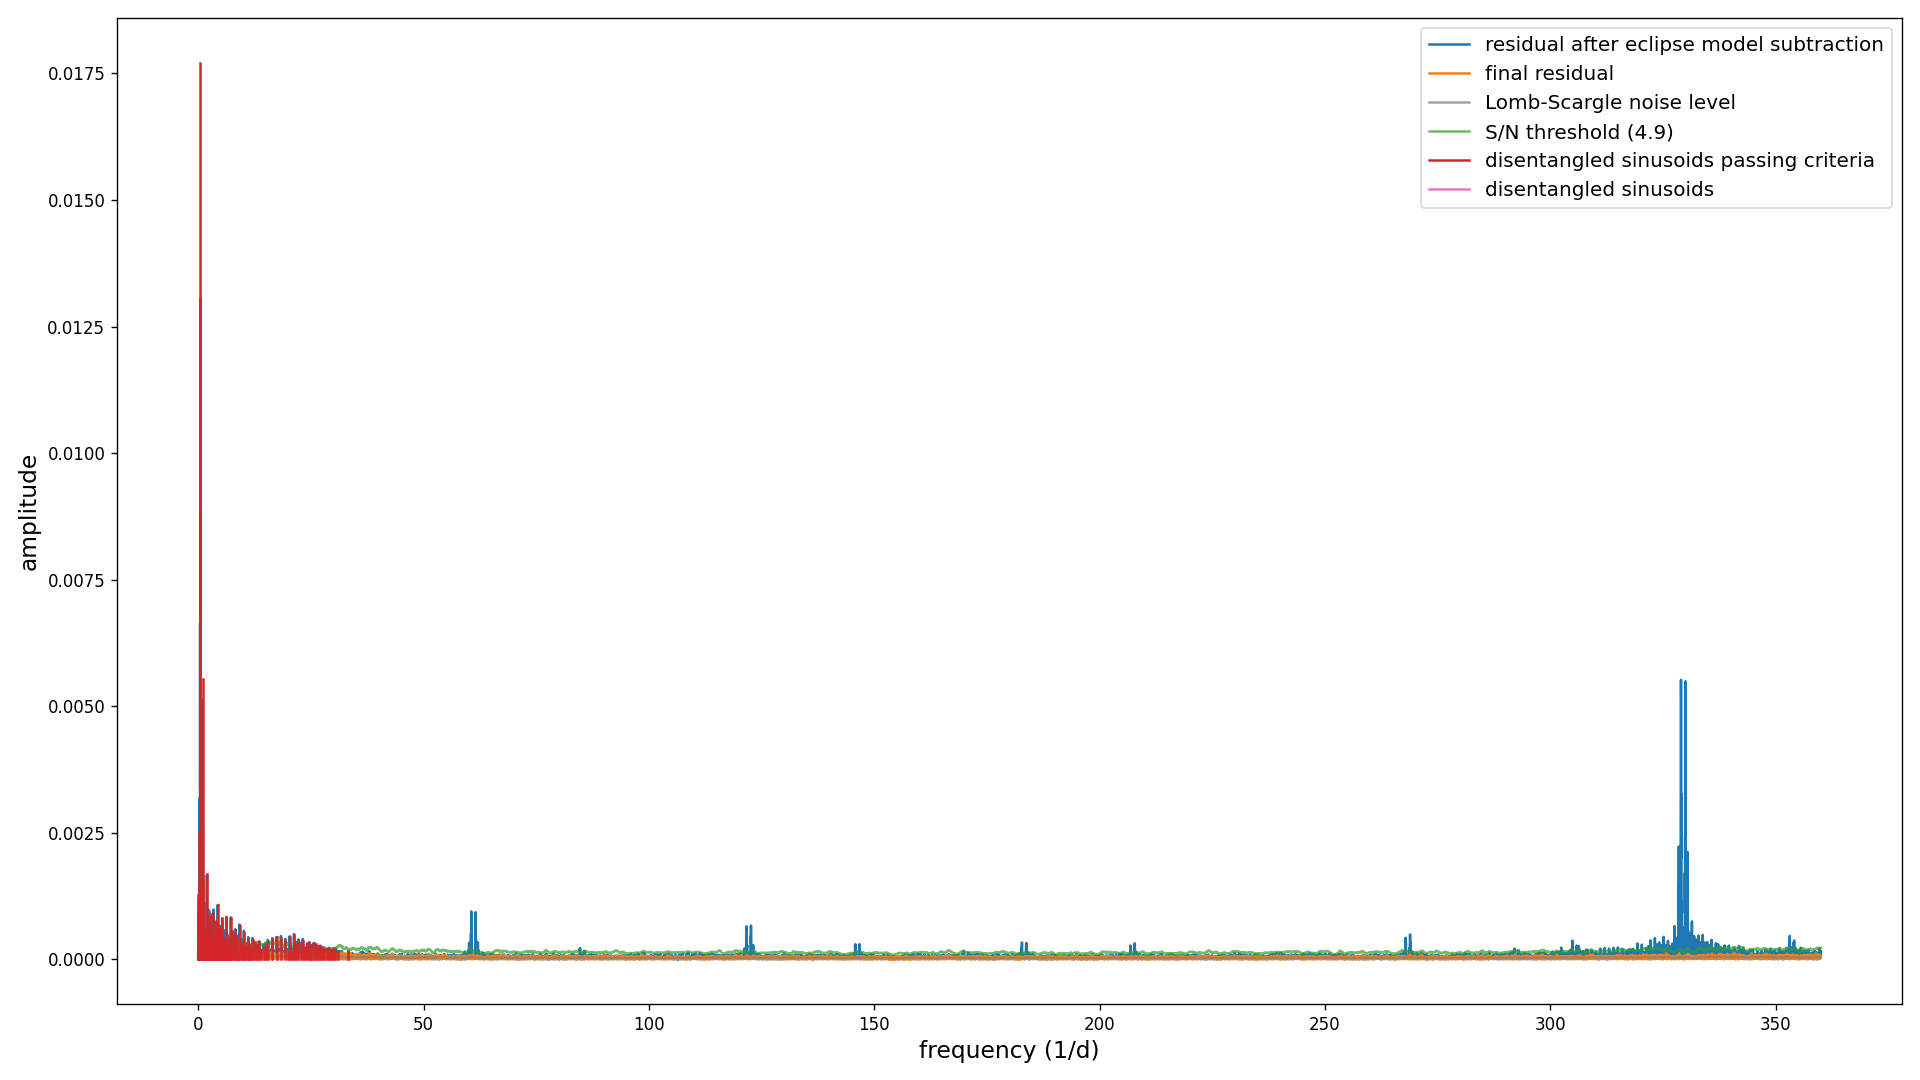 residual after eclipse model subtraction
final residual
Lomb-Scargle noise level
S/N threshold (4.9)
disentangled sinusoids passing criteria
disentangled sinusoids
0.0175
0.0150
0.0125
0.0100
0.0075
0.0050
0.0025
0.0000
amplitude
0 50 100 150 200 250 300 350
frequency (1/d)